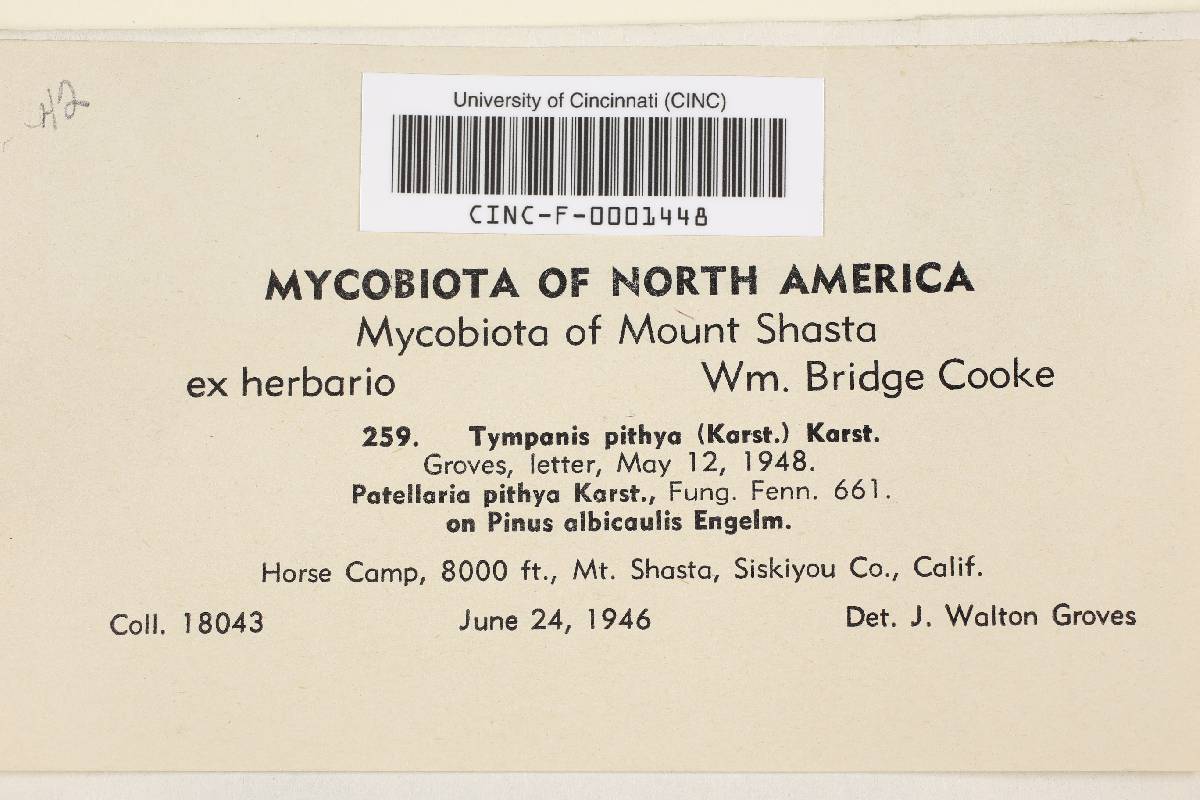 H2
University of Cincinnati (CINC)
CINC-F-0001448
MYCOBIOTA OF NORTH AMERICA
Mycobiota of Mount Shasta
ex herbario Wm. Bridge Cooke
259. Tympanis pithya (Karst.) Karst.
Groves, letter, May 12, 1948.
Patellaria pithya Karst., Fung. Fenn. 661.
on Pinus albicaulis Engelm.
Horse Camp, 8000 ft., Mt. Shasta, Siskiyou Co., Calif.
Coll. 18043 June 24, 1946 Det. J. Walton Groves